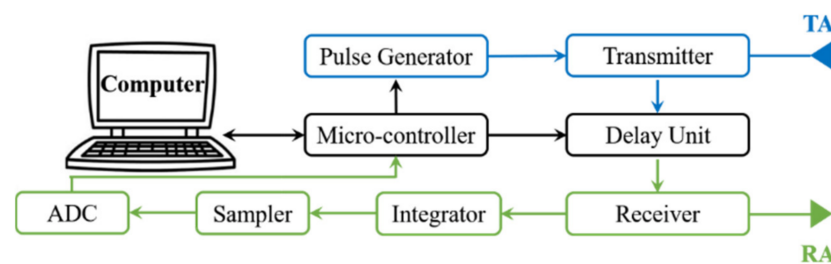 TA
Pulse Generator
Transmitter
Computer
Micro-controller
Delay Unit
ADC
Sampler
Integrator
Receiver
RA